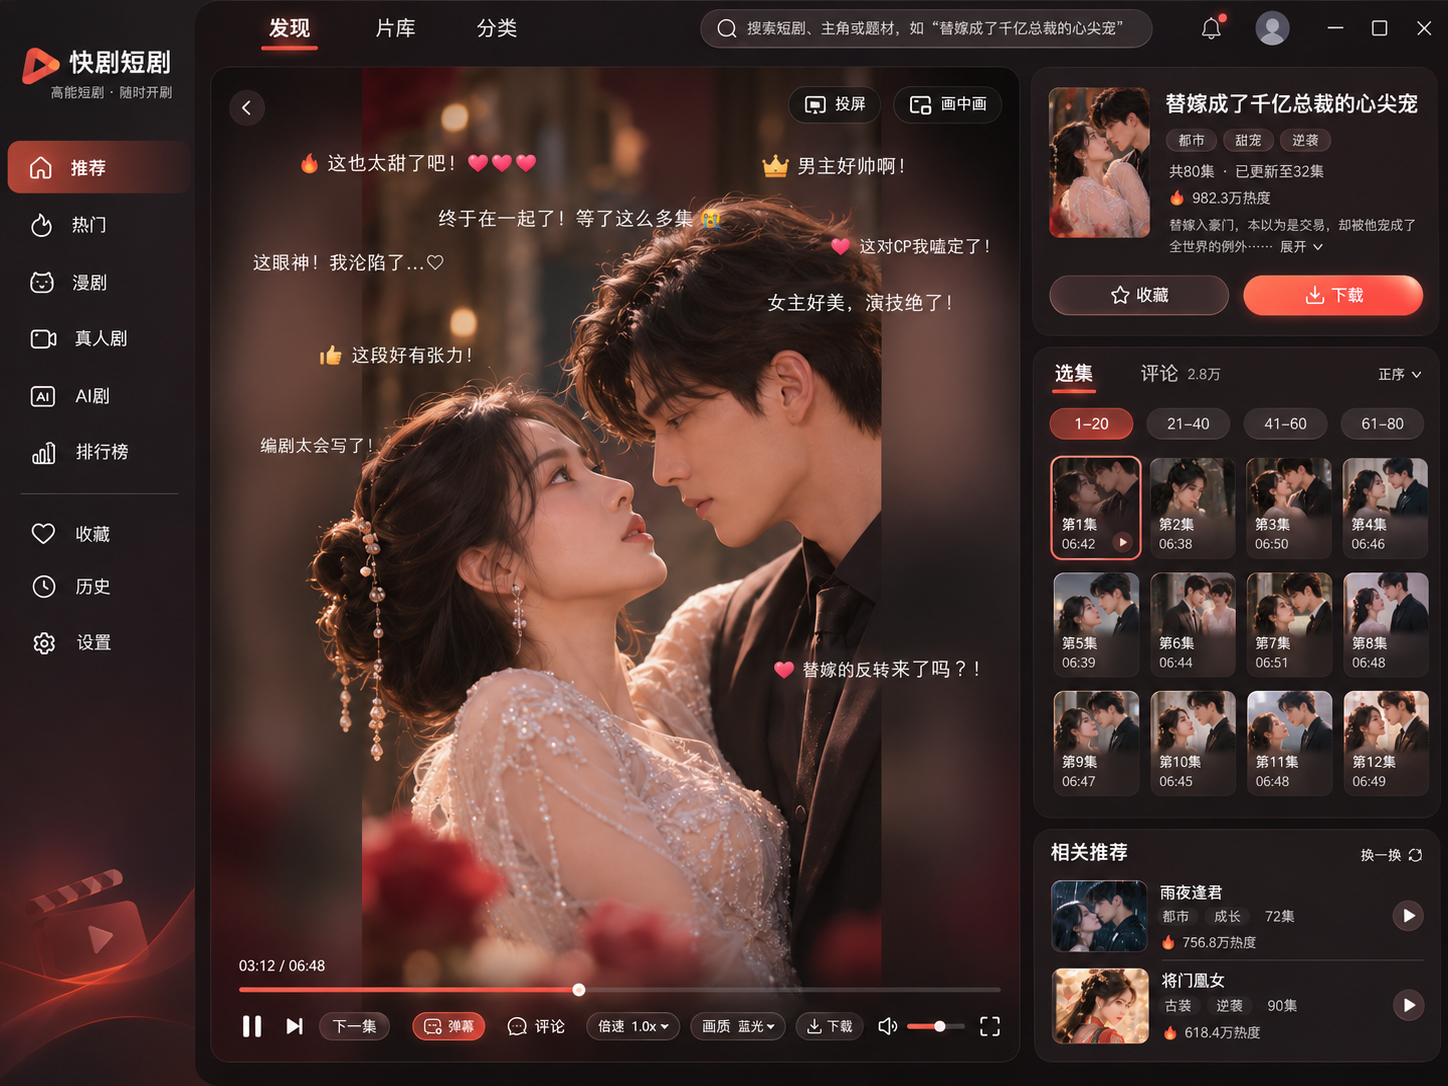 快剧短剧
高能短剧 · 随时开刷
推荐
热门
漫剧
真人剧
AI
AI剧
排行榜
收藏
历史
设置
发现
片库
分类
搜索短剧、主角或题材，如“替嫁成了千亿总裁的心尖宠”
投屏
画中画
这也太甜了吧！
男主好帅啊！
终于在一起了！等了这么多集
这对CP我嗑定了！
这眼神！我沦陷了...♡
女主好美，演技绝了！
这段好有张力！
编剧太会写了！
替嫁的反转来了吗？！
03:12 / 06:48
下一集
弹幕
评论
倍速 1.0x
画质 蓝光
下载
替嫁成了千亿总裁的心尖宠
都市 甜宠 逆袭
共80集 · 已更新至32集
982.3万热度
替嫁入豪门，本以为是交易，却被他宠成了
全世界的例外…… 展开
收藏
下载
选集
评论 2.8万
正序
1–20 21–40 41–60 61–80
第1集 第2集 第3集 第4集
06:42 06:38 06:50 06:46
第5集 第6集 第7集 第8集
06:39 06:44 06:51 06:48
第9集 第10集 第11集 第12集
06:47 06:45 06:48 06:49
相关推荐
换一换
雨夜逢君
都市 成长 72集
756.8万热度
将门凰女
古装 逆袭 90集
618.4万热度